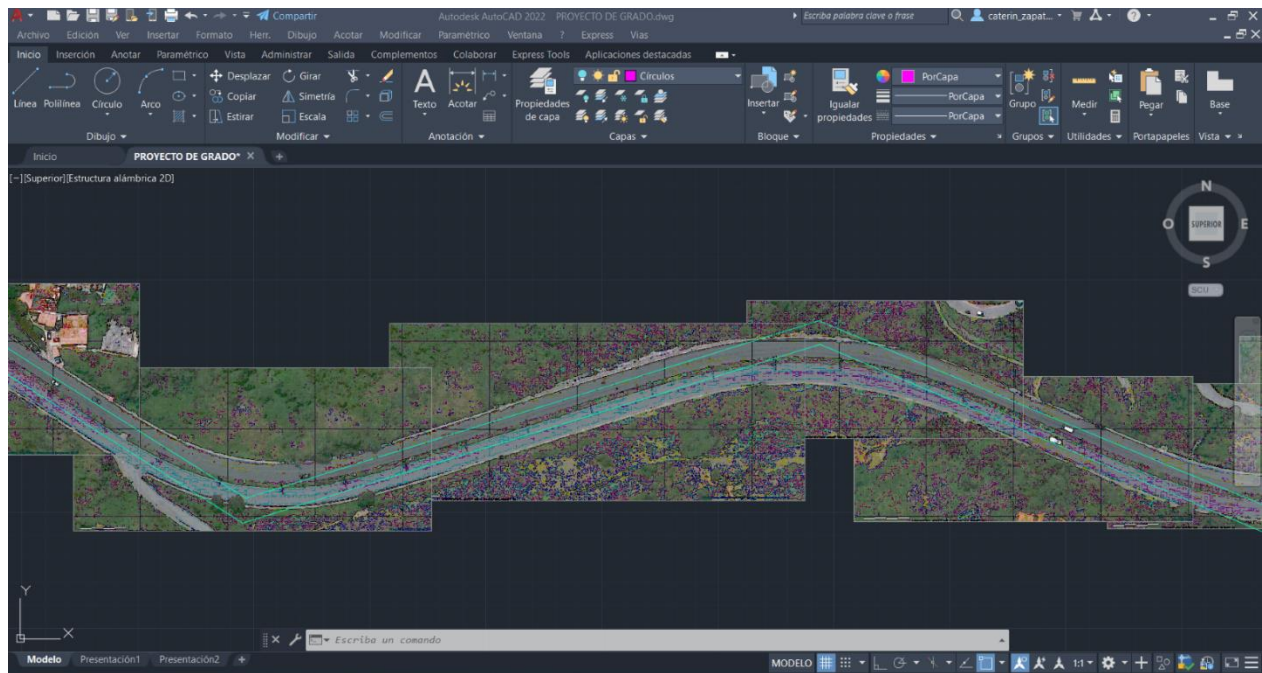 Compartir Autodesk AutoCAD 2022 PROYECTO DE GRADO.dwg Escriba palabra clave o frase caterin_zapat...
Archivo Edición Ver Insertar Formato Herr. Dibujo Acotar Modificar Paramétrico Ventana ? Express Vias
Inicio Inserción Anotar Paramétrico Vista Administrar Salida Complementos Colaborar Express Tools Aplicaciones destacadas
Círculos PorCapa
Desplazar Girar
Línea Polilínea Círculo Arco Copiar Simetría Texto Acotar Propiedades de capa Insertar Igualar propiedades PorCapa Grupo Medir Pegar Base
Estirar Escala PorCapa
Dibujo Modificar Anotación Capas Bloque Propiedades Grupos Utilidades Portapapeles Vista
Inicio PROYECTO DE GRADO* +
[−][Superior][Estructura alámbrica 2D]
N
O SUPERIOR E
S
SCU
Y
X
Escriba un comando
Modelo Presentación1 Presentación2 + MODELO 1:1